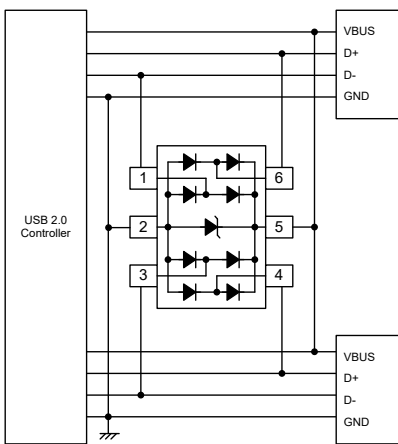 VBUS
D+
D-
GND
1
6
USB 2.0
Controller
2
5
3
4
VBUS
D+
D-
GND